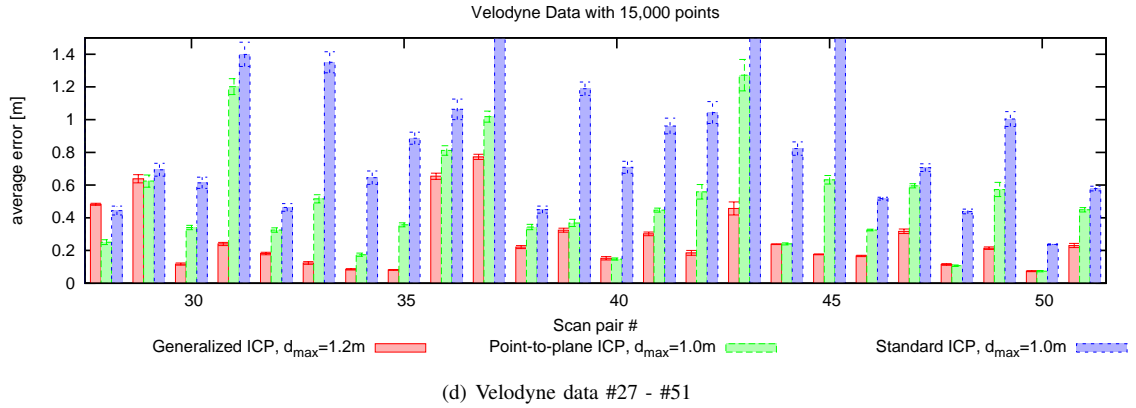 Velodyne Data with 15,000 points
1.4
1.2
1
0.8
0.6
0.4
0.2
0
average error [m]
30 35 40 45 50
Scan pair #
Generalized ICP, dmax=1.2m Point-to-plane ICP, dmax=1.0m Standard ICP, dmax=1.0m
(d) Velodyne data #27 - #51